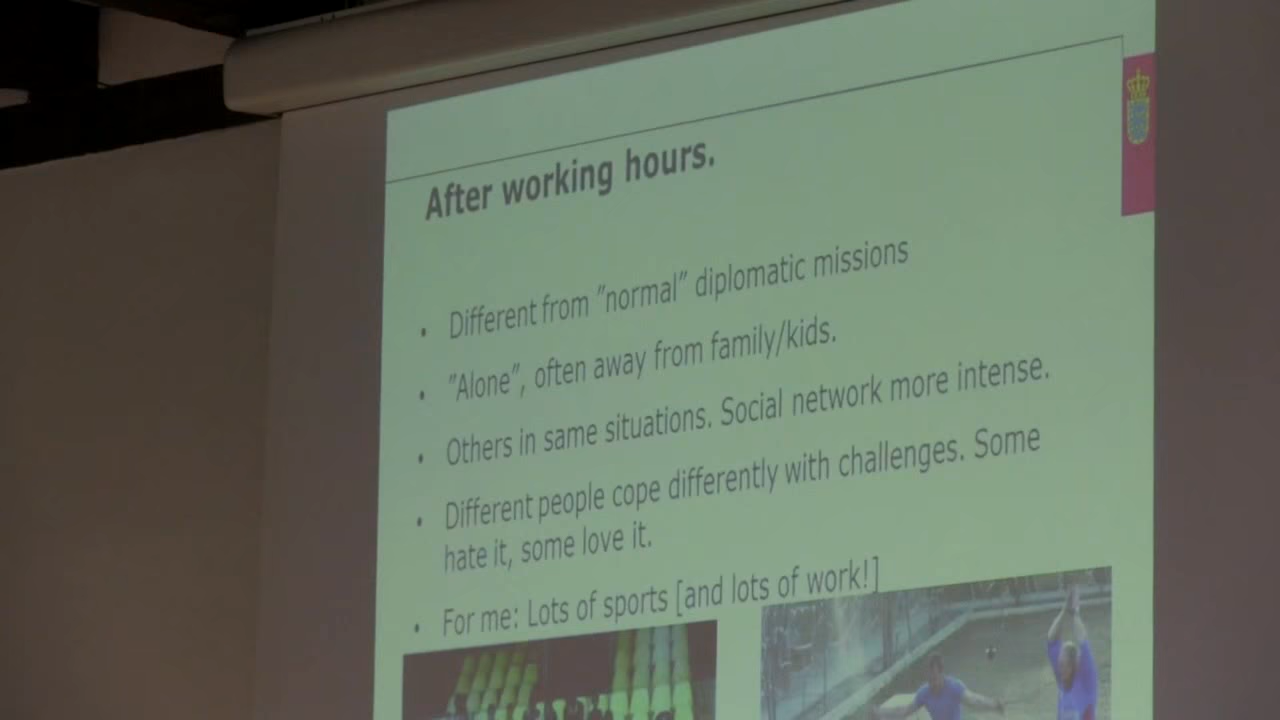 After working hours.
• Different from "normal" diplomatic missions
• "Alone", often away from family/kids.
• Others in same situations. Social network more intense.
• Different people cope differently with challenges. Some
hate it, some love it.
• For me: Lots of sports [and lots of work!]